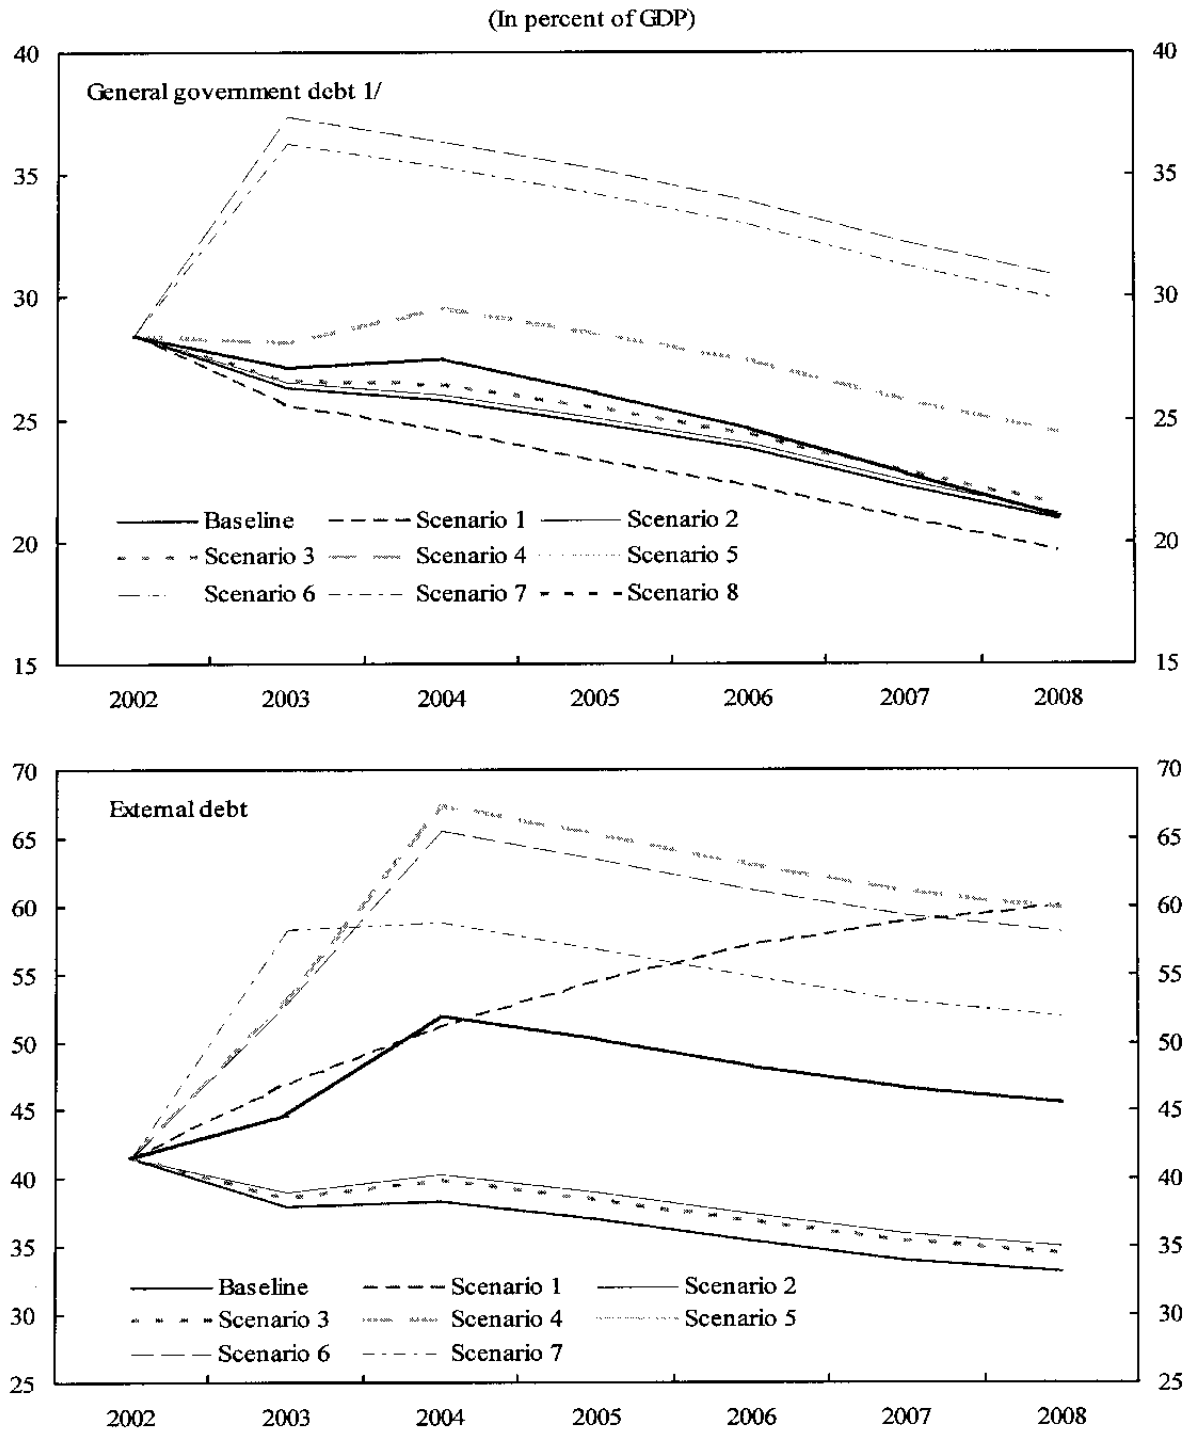 (In percent of GDP)
40 40
General government debt 1/
35 35
30 30
25 25
Baseline Scenario 1 Scenario 2
20 20
Scenario 3 Scenario 4 Scenario 5
Scenario 6 Scenario 7 Scenario 8
15 15
2002 2003 2004 2005 2006 2007 2008
70 70
External debt
65 65
60 60
55 55
50 50
45 45
40 40
35 35
Baseline Scenario 1 Scenario 2
30 30
Scenario 3 Scenario 4 Scenario 5
Scenario 6 Scenario 7
25 25
2002 2003 2004 2005 2006 2007 2008